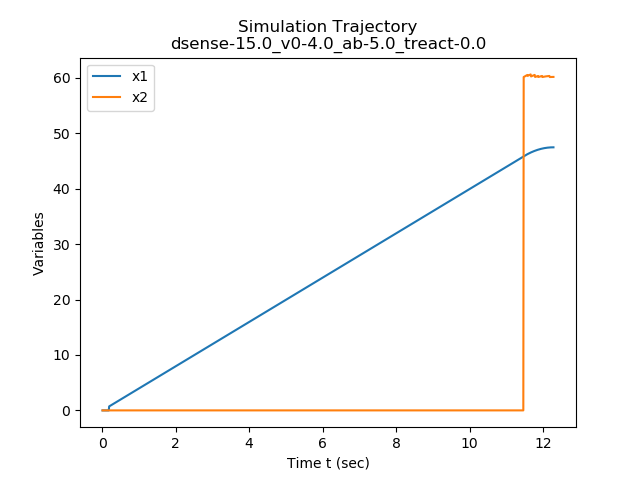 Simulation Trajectory
dsense-15.0_v0-4.0_ab-5.0_treact-0.0
x1
x2
60
50
40
30
20
10
0
Variables
0 2 4 6 8 10 12
Time t (sec)